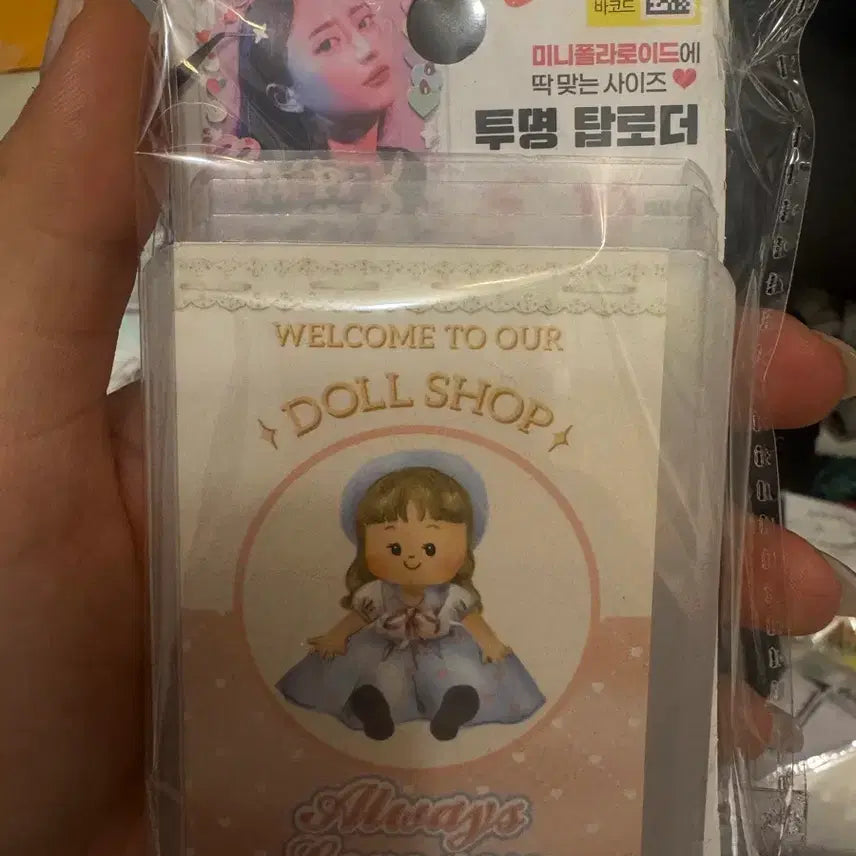 바코드
미니폴라로이드에
딱 맞는 사이즈
투명 탑로더
WELCOME TO OUR
DOLL SHOP
Always